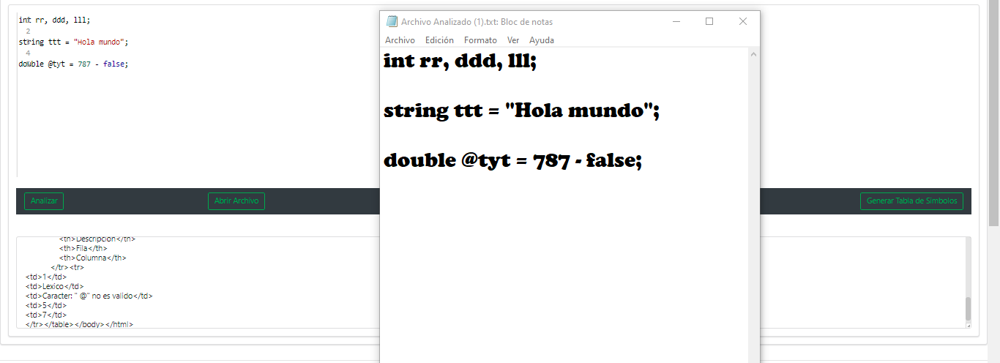 int rr, ddd, lll;
2
string ttt = "Hola mundo";
4
double @tyt = 787 - false;
Analizar
Abrir Archivo
Generar Tabla de Simbolos
<th>Descripcion</th>
<th>Fila</th>
<th>Columna</th>
</tr><tr>
<td>1</td>
<td>Lexico</td>
<td>Caracter: " @" no es valido</td>
<td>5</td>
<td>7</td>
</tr></table></body></html>
Archivo Analizado (1).txt: Bloc de notas
Archivo Edición Formato Ver Ayuda
int rr, ddd, lll;
string ttt = "Hola mundo";
double @tyt = 787 - false;